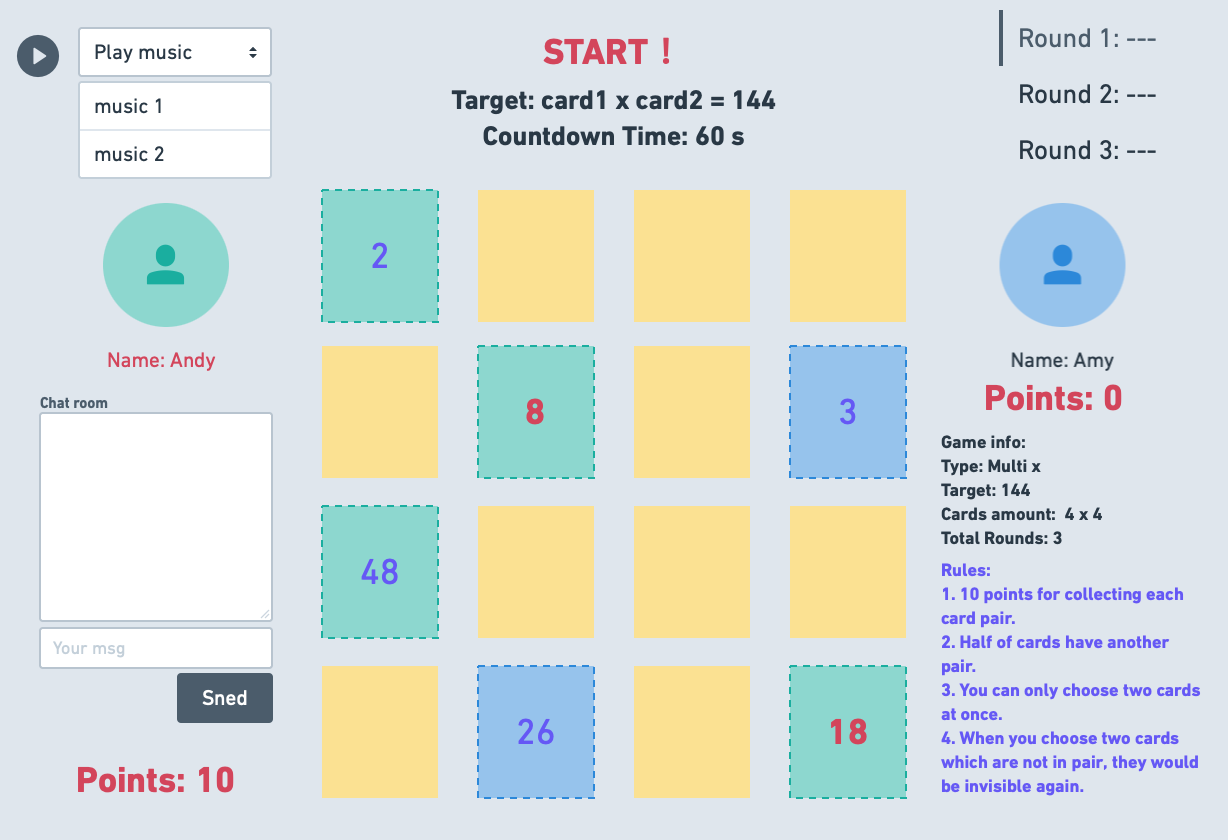 Play music
music 1
music 2
START !
Target: card1 x card2 = 144
Countdown Time: 60 s
Round 1: ---
Round 2: ---
Round 3: ---
Name: Andy
Chat room
Your msg
Sned
Points: 10
2
8
3
48
26
18
Name: Amy
Points: 0
Game info:
Type: Multi x
Target: 144
Cards amount:  4 x 4
Total Rounds: 3
Rules:
1. 10 points for collecting each
card pair.
2. Half of cards have another
pair.
3. You can only choose two cards
at once.
4. When you choose two cards
which are not in pair, they would
be invisible again.